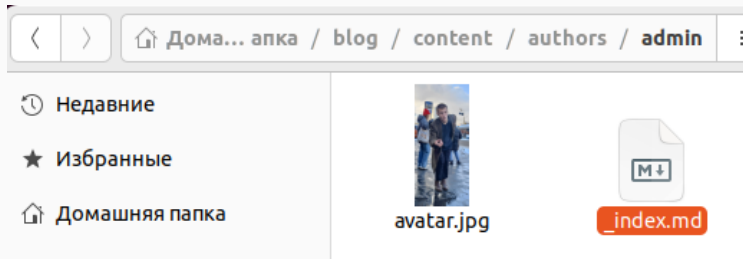 Дома... апка / blog / content / authors / admin
Недавние
Избранные
Домашняя папка
M↓
avatar.jpg
_index.md